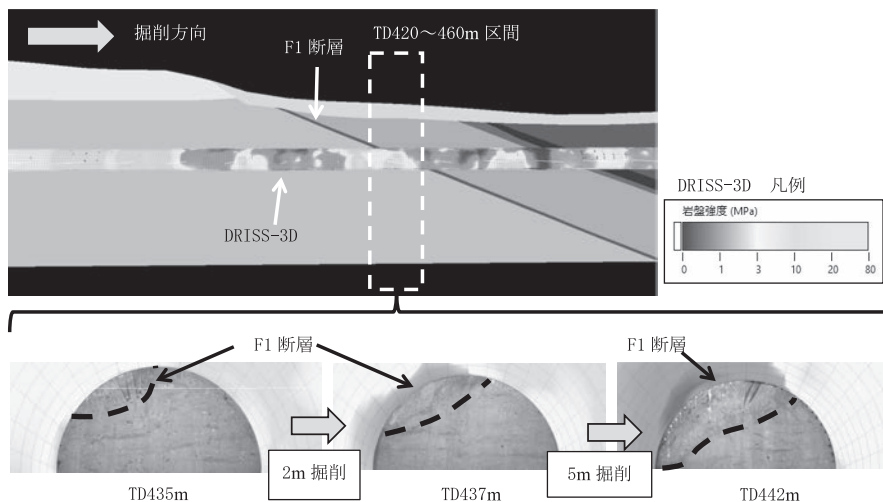 掘削方向
F1 断層
TD420～460m 区間
DRISS-3D
DRISS-3D 凡例
岩盤強度 (MPa)
0 1 3 10 20 80
F1 断層
F1 断層
2m 掘削
5m 掘削
TD435m
TD437m
TD442m